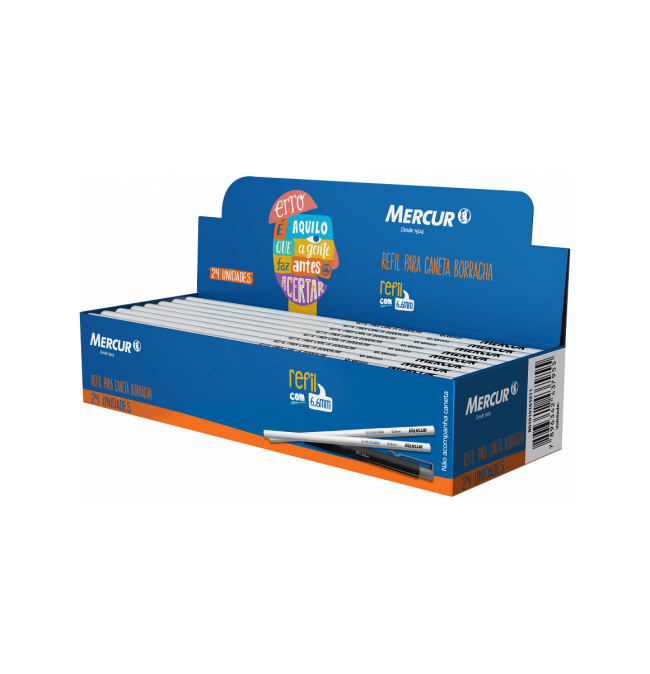 erro
É AQUILO
QUE a gente
faz antes
DE
ACERTAR
MERCUR
Desde 1924
REFIL PARA CANETA BORRACHA
refil
com 6.6mm
24 UNIDADES
MERCUR
Desde 1924
REFIL PARA CANETA BORRACHA
24 UNIDADES
refil
com 6.6mm
MERCUR
MERCUR
Não acompanha caneta
MERCUR
REFIL PARA CANETA BORRACHA
24 UNIDADES
Validade: